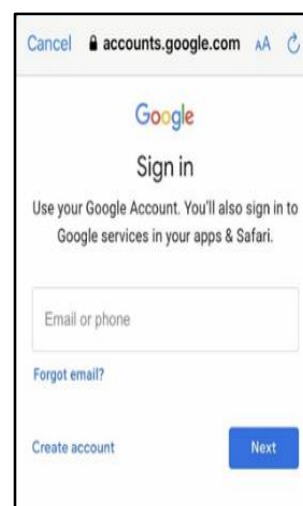 Cancel accounts.google.com AA
Google
Sign in
Use your Google Account. You'll also sign in to
Google services in your apps & Safari.
Email or phone
Forgot email?
Create account Next